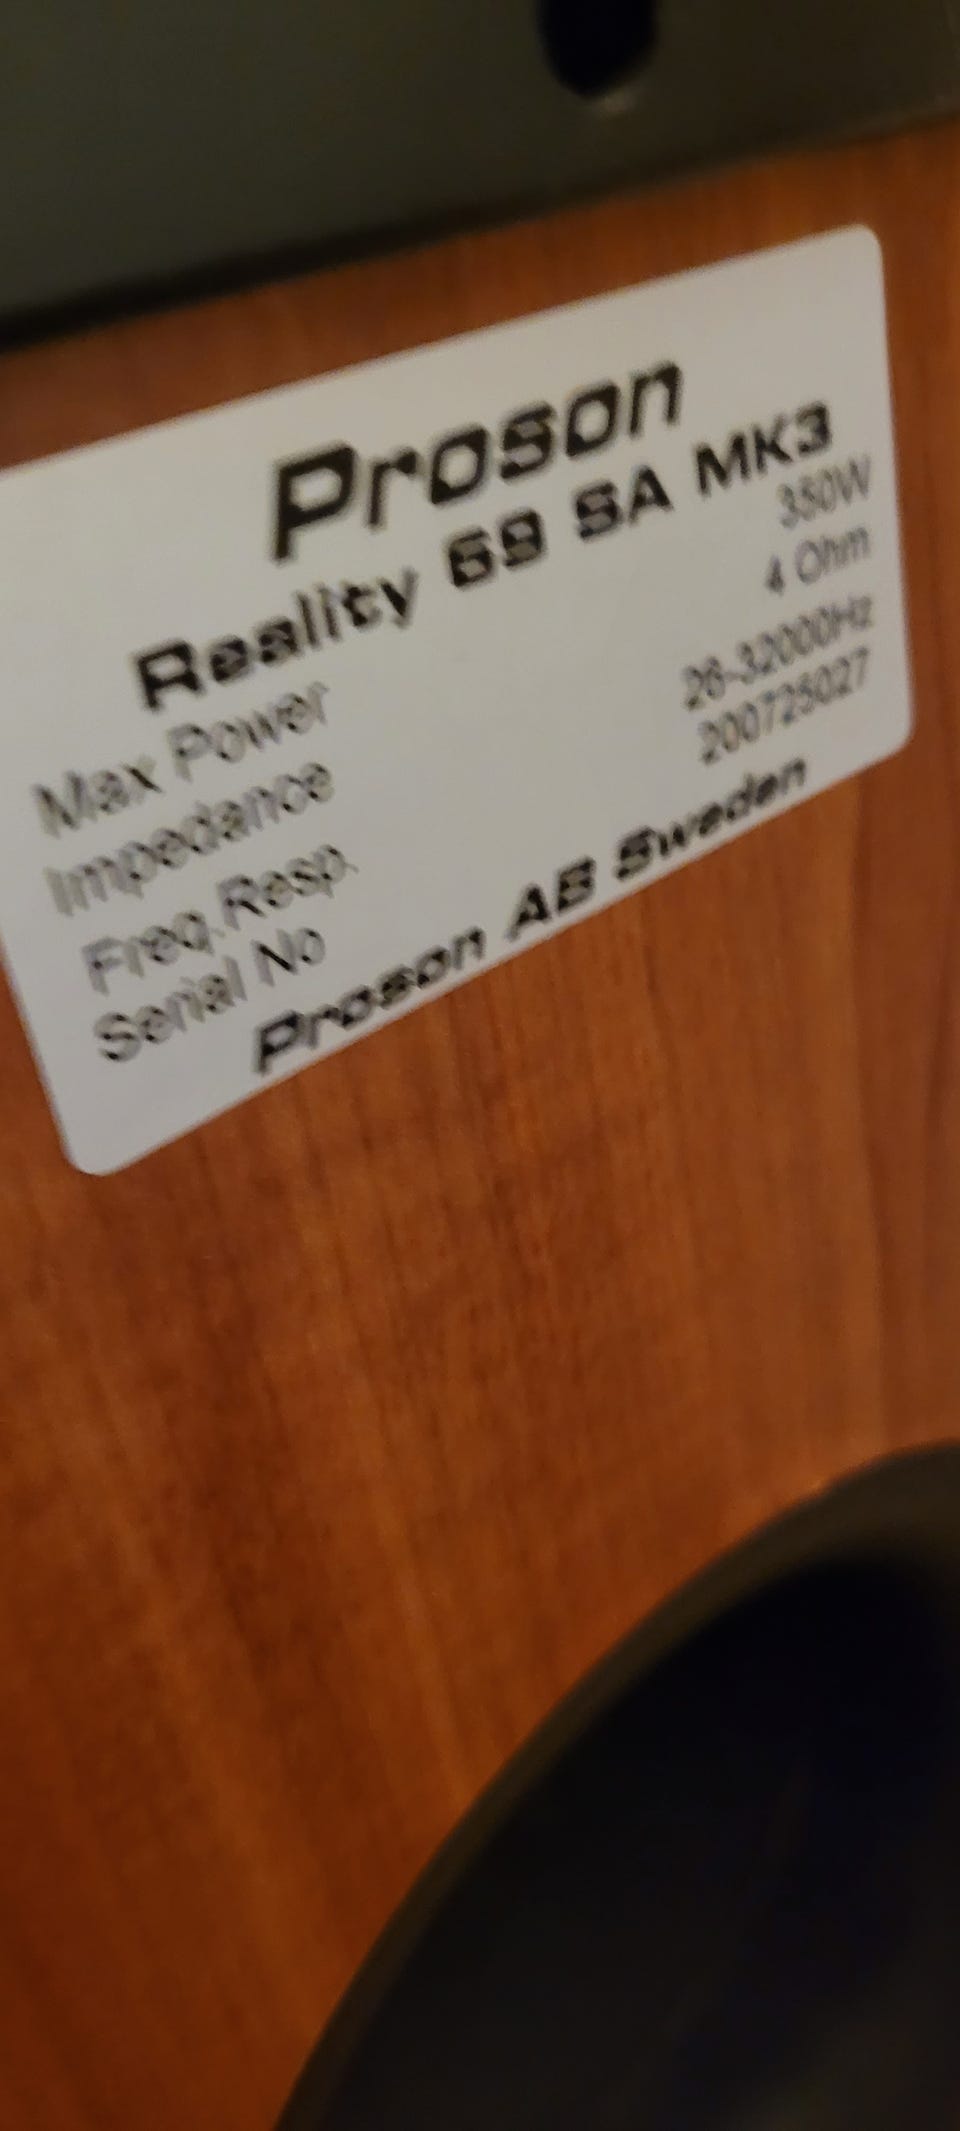 Proson
Reality 69 SA MK3
Max Power 350W
Impedance 4 Ohm
Freq.Resp. 26-32000Hz
Serial No 200725027
Proson AB Sweden